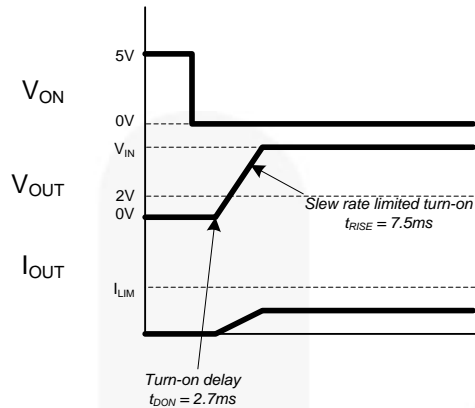 5V
V_ON
0V
V_IN
V_OUT
2V
0V
Slew rate limited turn-on
t_RISE = 7.5ms
I_OUT
I_LIM
Turn-on delay
t_DON = 2.7ms